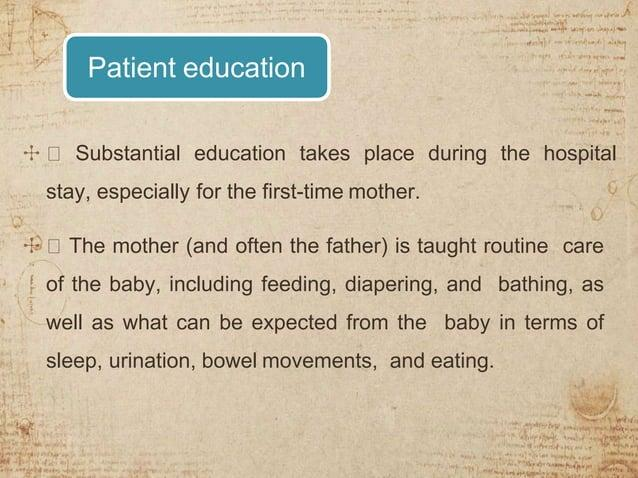 Patient education
✢ □ Substantial education takes place during the hospital
stay, especially for the first-time mother.
✢ □ The mother (and often the father) is taught routine care
of the baby, including feeding, diapering, and bathing, as
well as what can be expected from the baby in terms of
sleep, urination, bowel movements, and eating.